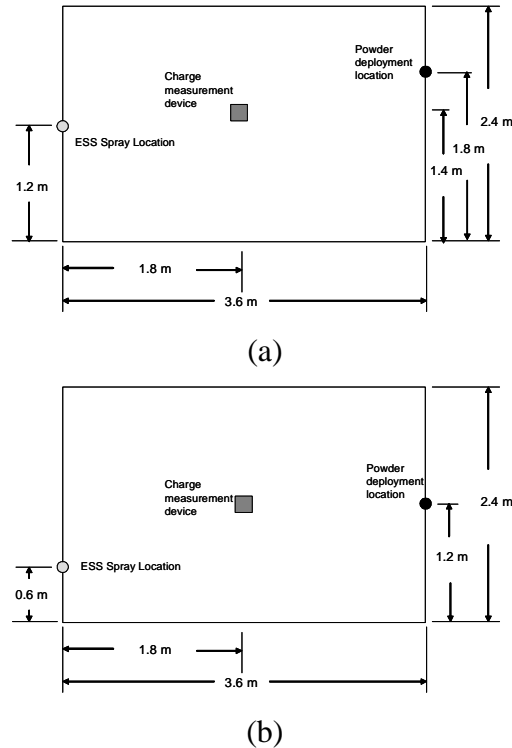 Powder
deployment
location
Charge
measurement
device
ESS Spray Location
2.4 m
1.8 m
1.4 m
1.2 m
1.8 m
3.6 m
(a)
Charge
measurement
device
Powder
deployment
location
2.4 m
1.2 m
ESS Spray Location
0.6 m
1.8 m
3.6 m
(b)